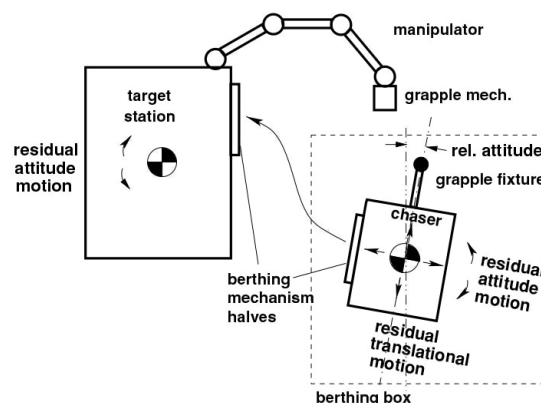 manipulator
target
station
grapple mech.
residual
attitude
motion
rel. attitude
grapple fixture
chaser
berthing
mechanism
halves
residual
attitude
motion
residual
translational
motion
berthing box